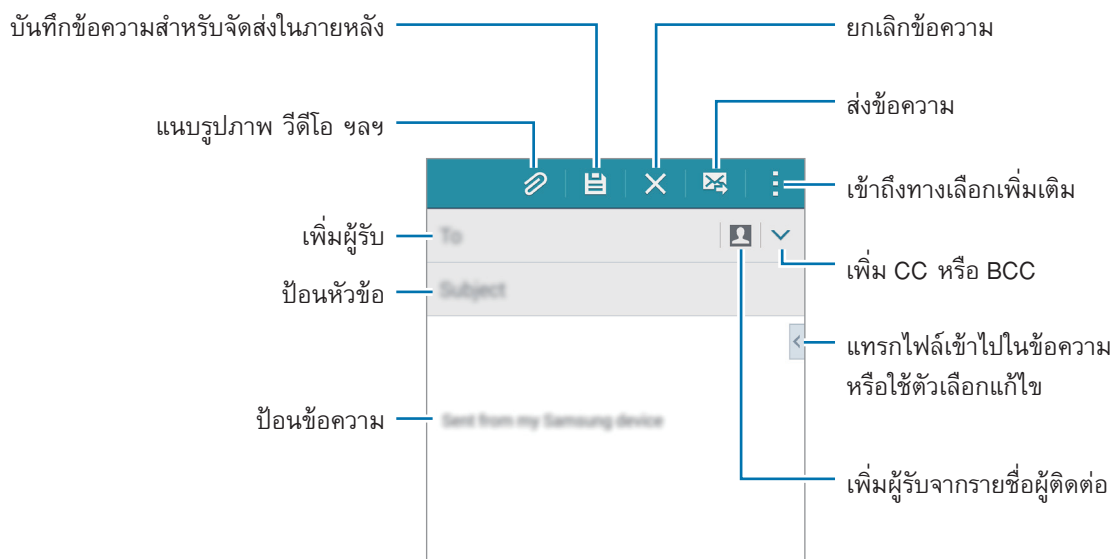 บันทึกข้อความสำหรับจัดส่งในภายหลัง
ยกเลิกข้อความ
ส่งข้อความ
แนบรูปภาพ วีดีโอ ฯลฯ
เข้าถึงทางเลือกเพิ่มเติม
เพิ่มผู้รับ
To
เพิ่ม CC หรือ BCC
ป้อนหัวข้อ
Subject
แทรกไฟล์เข้าไปในข้อความ
หรือใช้ตัวเลือกแก้ไข
ป้อนข้อความ
Sent from my Samsung device
เพิ่มผู้รับจากรายชื่อผู้ติดต่อ